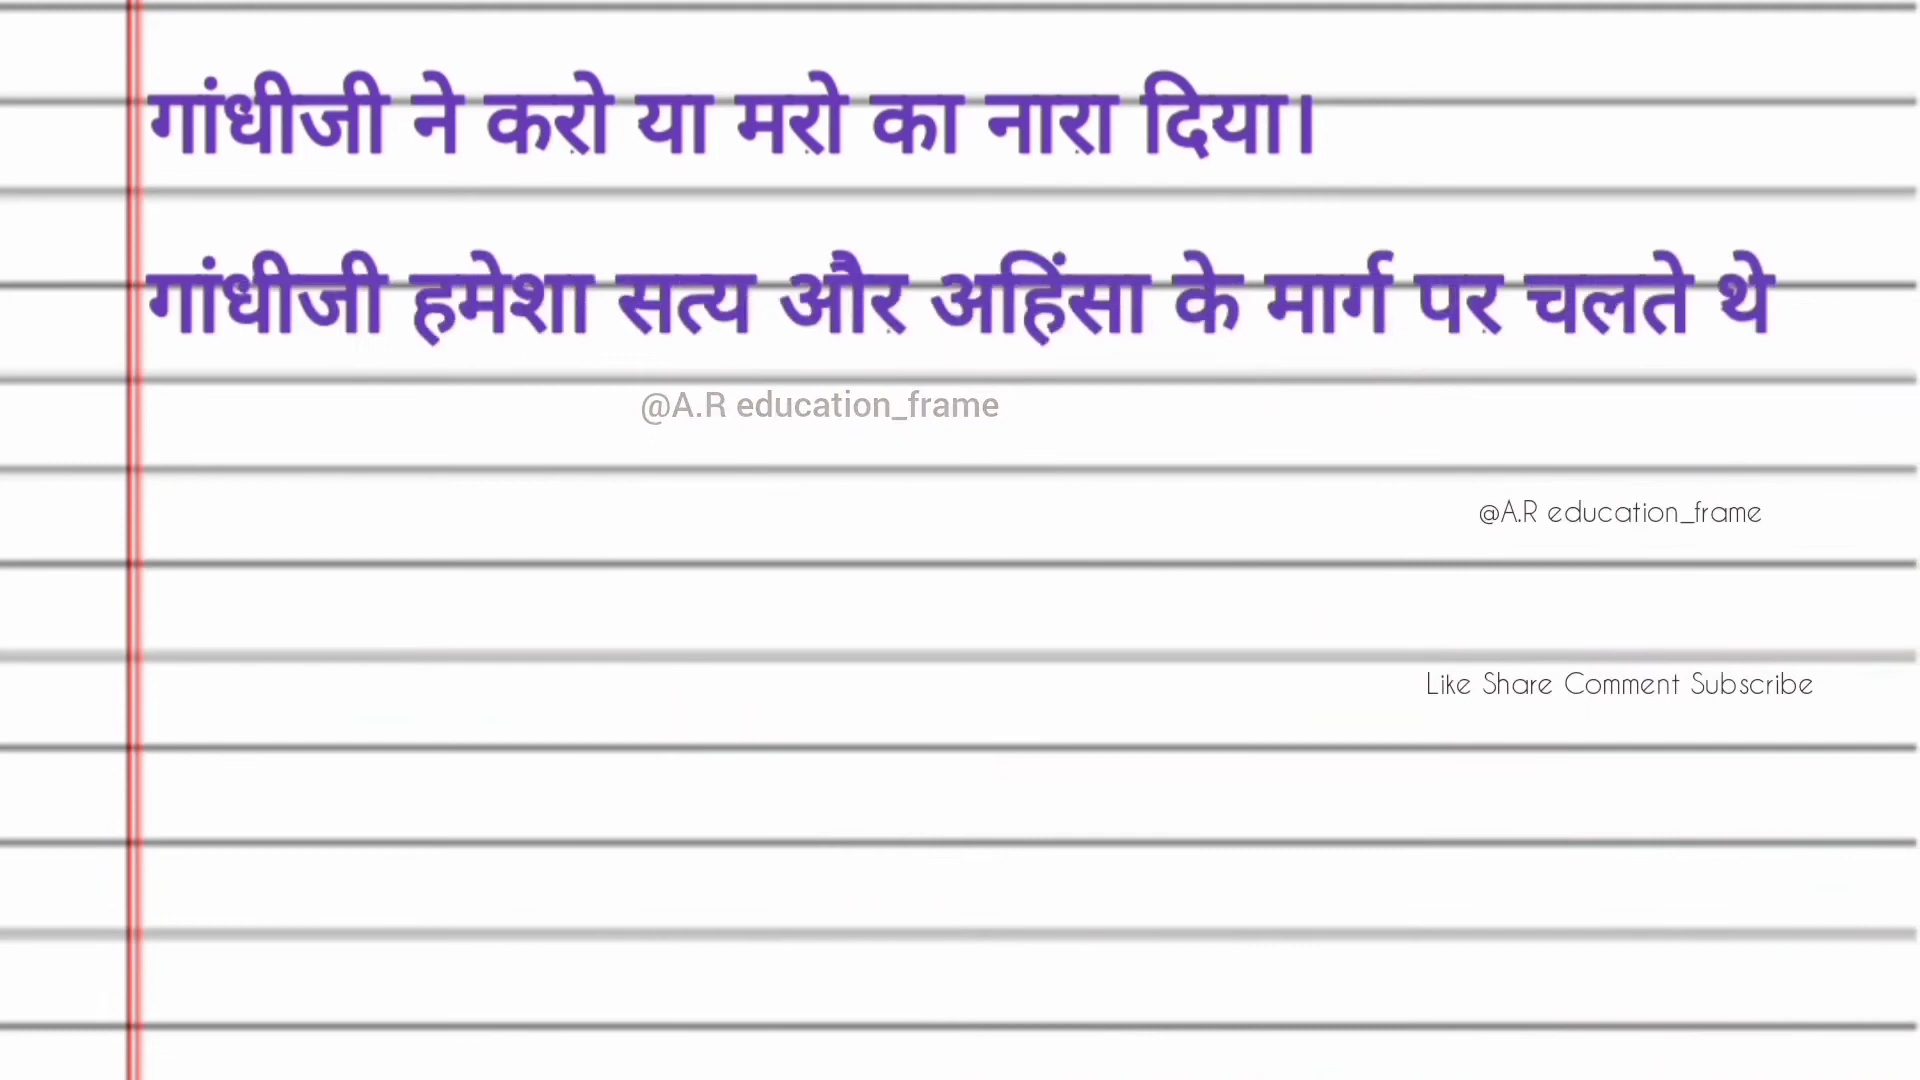 गांधीजी ने करो या मरो का नारा दिया।
गांधीजी हमेशा सत्य और अहिंसा के मार्ग पर चलते थे
@A.R education_frame
@A.R education_frame
Like Share Comment Subscribe